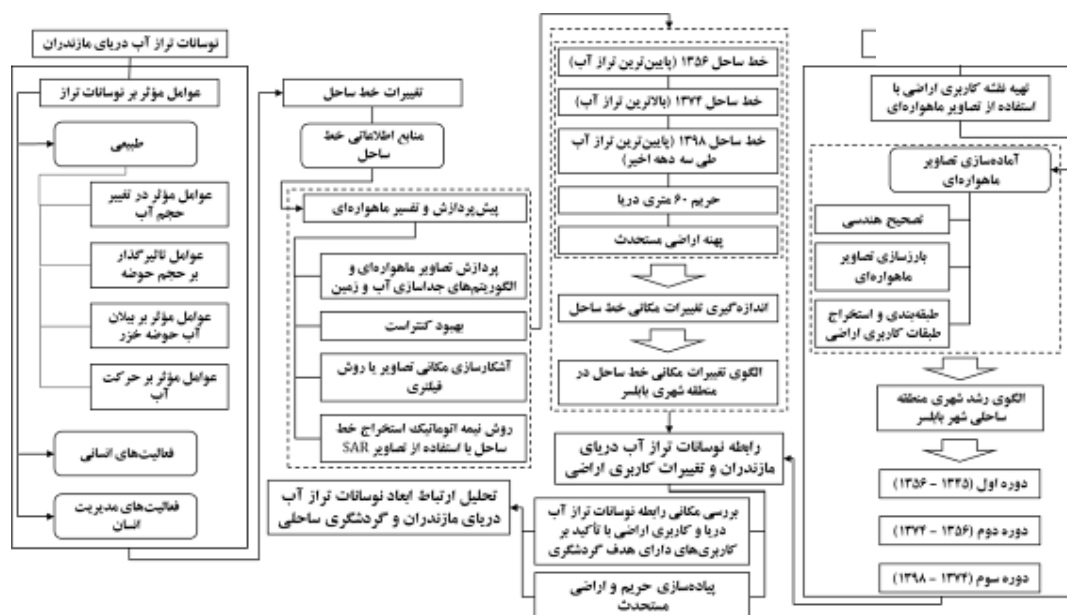 نوسانات تراز آب دریای مازندران
عوامل مؤثر بر نوسانات تراز
طبیعی
عوامل مؤثر در تغییر
حجم آب
عوامل تاثیرگذار
بر حجم حوضه
عوامل مؤثر بر بیلان
آب حوضه خزر
عوامل مؤثر بر حرکت
آب
فعالیت‌های انسانی
فعالیت‌های مدیریت
انسان
تغییرات خط ساحل
منابع اطلاعاتی خط
ساحل
پیش‌پردازش و تفسیر ماهواره‌ای
پردازش تصاویر ماهواره‌ای و
الگوریتم‌های جداسازی آب و زمین
بهبود کنتراست
آشکارسازی مکانی تصاویر با روش
فیلتری
روش نیمه اتوماتیک استخراج خط
ساحل با استفاده از تصاویر SAR
خط ساحل ۱۳۵۶ (پایین‌ترین تراز آب)
خط ساحل ۱۳۷۴ (بالاترین تراز آب)
خط ساحل ۱۳۹۸ (پایین‌ترین تراز آب
طی سه دهه اخیر)
حریم ۶۰ متری دریا
پهنه اراضی مستحدث
اندازه‌گیری تغییرات مکانی خط ساحل
الگوی تغییرات مکانی خط ساحل در
منطقه شهری بابلسر
تهیه نقشه کاربری اراضی با
استفاده از تصاویر ماهواره‌ای
آماده‌سازی تصاویر
ماهواره‌ای
تصحیح هندسی
بارزسازی تصاویر
ماهواره‌ای
طبقه‌بندی و استخراج
طبقات کاربری اراضی
الگوی رشد شهری منطقه
ساحلی شهر بابلسر
دوره اول (۱۳۴۵ - ۱۳۵۶)
دوره دوم (۱۳۵۶ - ۱۳۷۴)
دوره سوم (۱۳۷۴ - ۱۳۹۸)
رابطه نوسانات تراز آب دریای
مازندران و تغییرات کاربری اراضی
بررسی مکانی رابطه نوسانات تراز آب
دریا و کاربری اراضی با تأکید بر
کاربری‌های دارای هدف گردشگری
پیاده‌سازی حریم و اراضی
مستحدث
تحلیل ارتباط ابعاد نوسانات تراز آب
دریای مازندران و گردشگری ساحلی